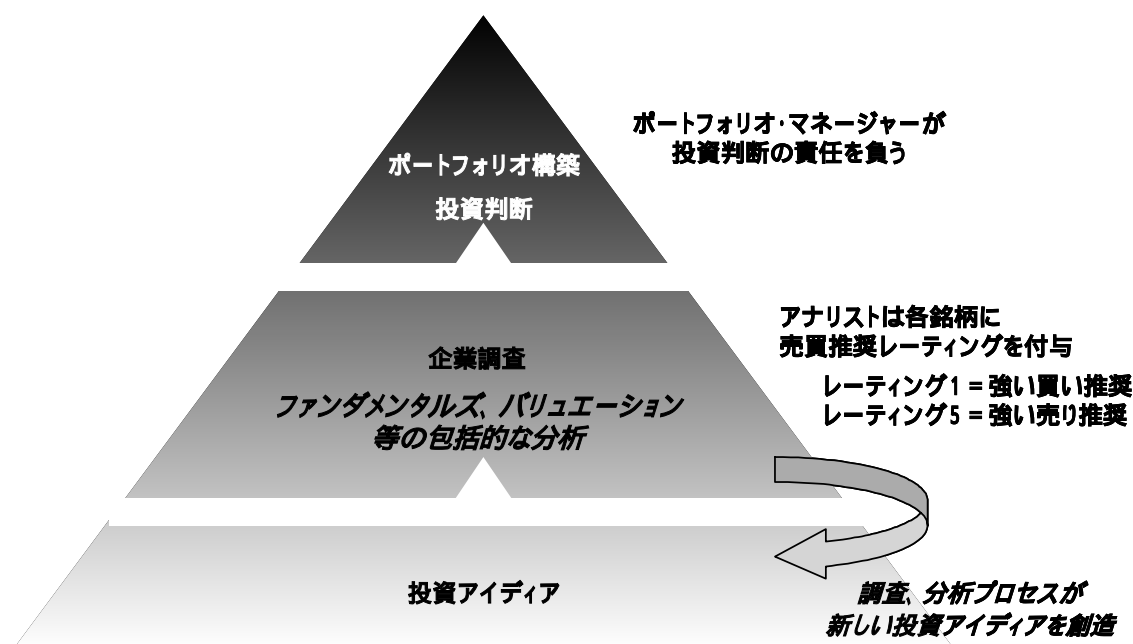 ポートフォリオ・マネージャーが
投資判断の責任を負う
ポートフォリオ構築
投資判断
アナリストは各銘柄に
売買推奨レーティングを付与
レーティング1 = 強い買い推奨
レーティング5 = 強い売り推奨
企業調査
ファンダメンタルズ、バリュエーション
等の包括的な分析
投資アイディア
調査、分析プロセスが
新しい投資アイディアを創造